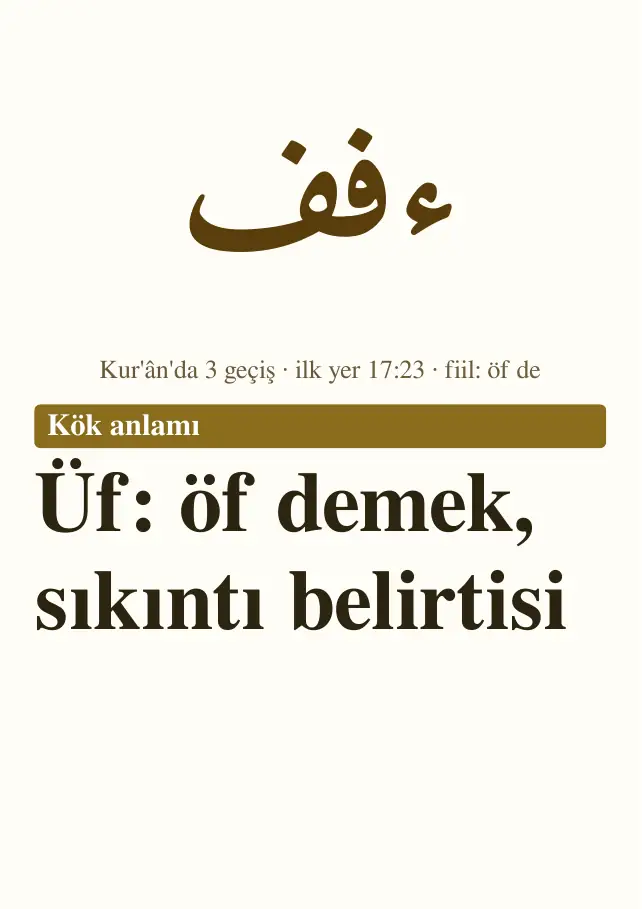 ء فف
Kur'ân'da 3 geçiş · ilk yer 17:23 · fiil: öf de
Kök anlamı
Üf: öf demek,
sıkıntı belirtisi